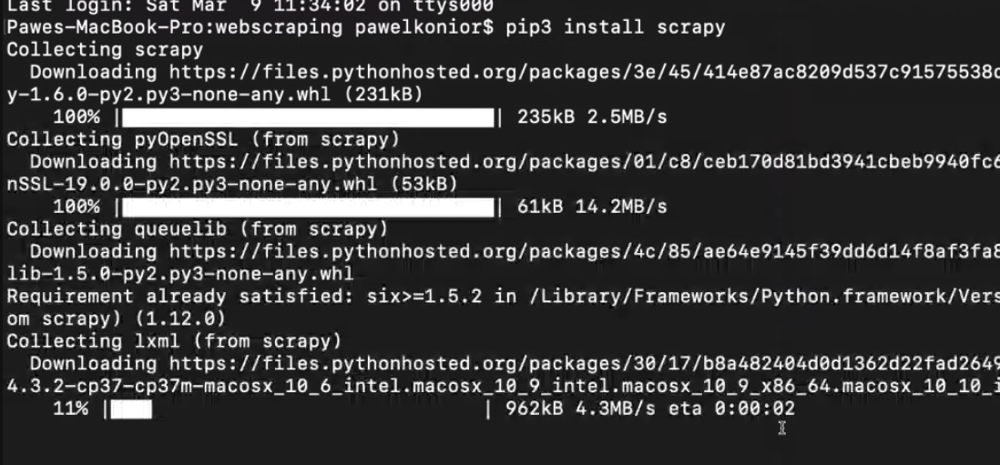 Last login: Sat Mar  9 11:34:02 on ttys000
Pawes-MacBook-Pro:webscraping pawelkonior$ pip3 install scrapy
Collecting scrapy
  Downloading https://files.pythonhosted.org/packages/3e/45/414e87ac8209d537c91575538d
y-1.6.0-py2.py3-none-any.whl (231kB)
    100% || 235kB 2.5MB/s
Collecting pyOpenSSL (from scrapy)
  Downloading https://files.pythonhosted.org/packages/01/c8/ceb170d81bd3941cbeb9940fc6
nSSL-19.0.0-py2.py3-none-any.whl (53kB)
    100% || 61kB 14.2MB/s
Collecting queuelib (from scrapy)
  Downloading https://files.pythonhosted.org/packages/4c/85/ae64e9145f39dd6d14f8af3fa8
lib-1.5.0-py2.py3-none-any.whl
Requirement already satisfied: six>=1.5.2 in /Library/Frameworks/Python.framework/Vers
om scrapy) (1.12.0)
Collecting lxml (from scrapy)
  Downloading https://files.pythonhosted.org/packages/30/17/b8a482404d0d1362d22fad2649
4.3.2-cp37-cp37m-macosx_10_6_intel.macosx_10_9_intel.macosx_10_9_x86_64.macosx_10_10_i
    11% | | 962kB 4.3MB/s eta 0:00:02